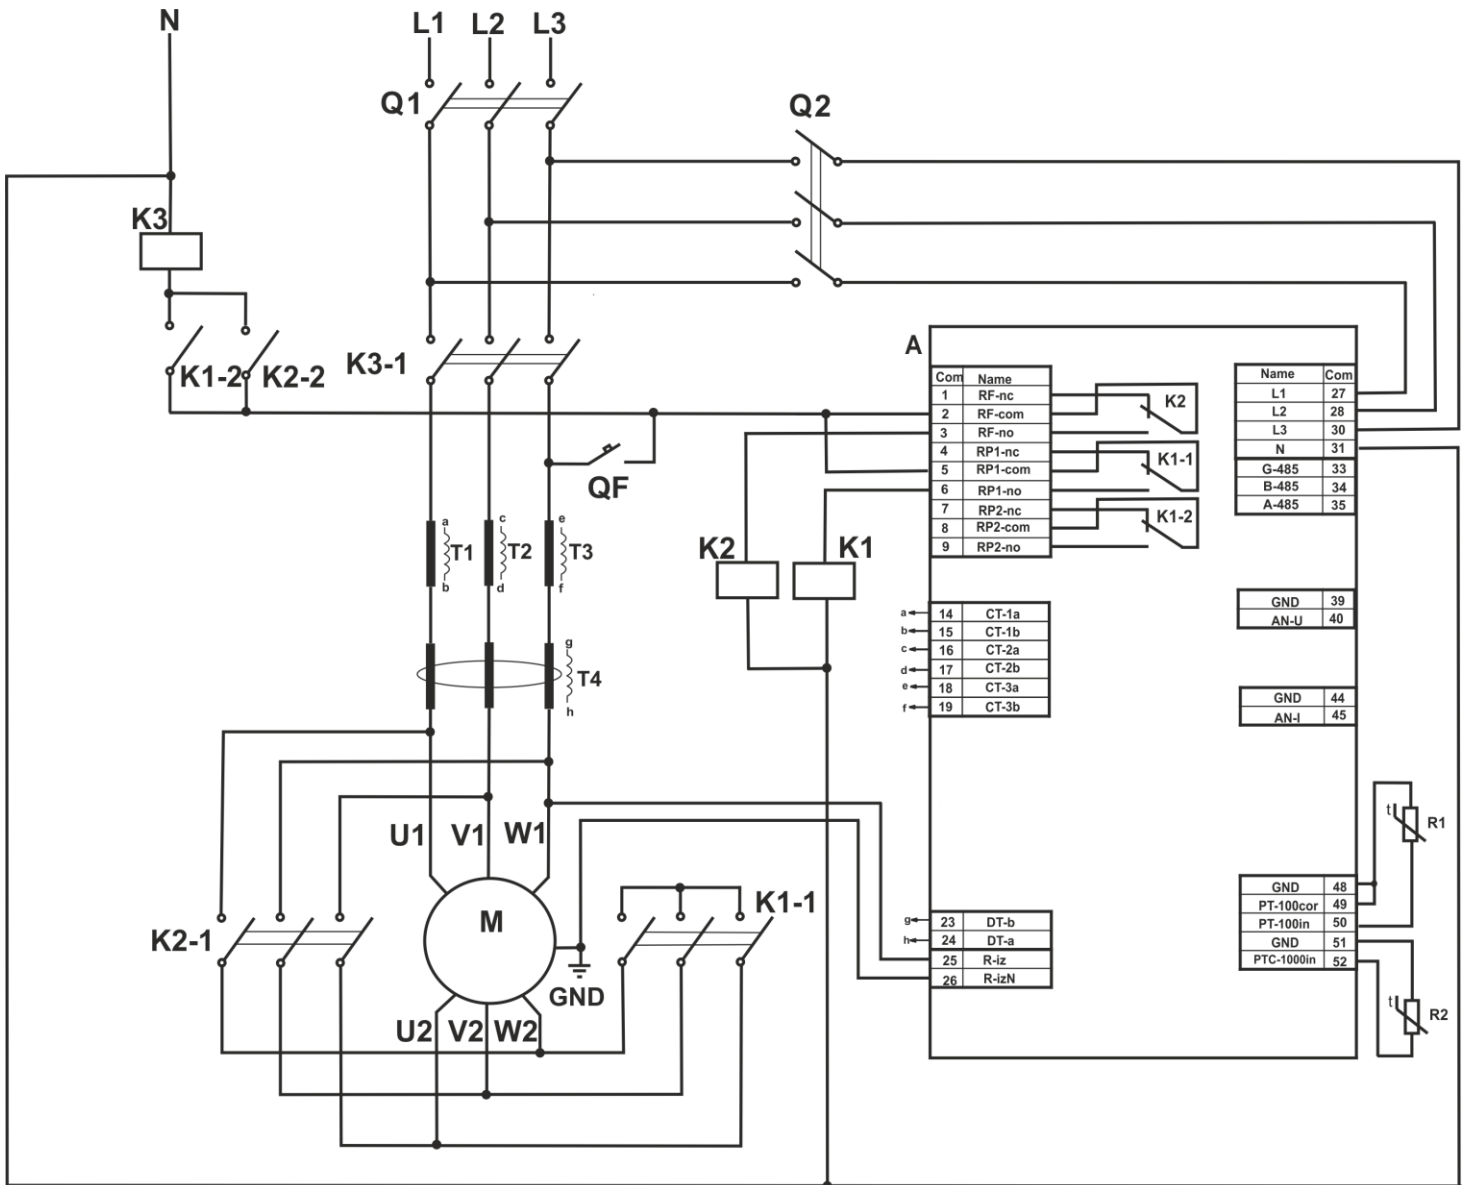 N
L1 L2 L3
Q1
Q2
K3
K1-2 K2-2
K3-1
QF
A
Com Name
1 RF-nc
2 RF-com
3 RF-no
4 RP1-nc
5 RP1-com
6 RP1-no
7 RP2-nc
8 RP2-com
9 RP2-no
K2
K1-1
K1-2
Name Com
L1 27
L2 28
L3 30
N 31
G-485 33
B-485 34
A-485 35
a c e
T1 T2 T3
b d f
K2 K1
g
T4
h
a 14 CT-1a
b 15 CT-1b
c 16 CT-2a
d 17 CT-2b
e 18 CT-3a
f 19 CT-3b
GND 39
AN-U 40
GND 44
AN-I 45
U1 V1 W1
t R1
M
K2-1
K1-1
GND
U2 V2 W2
g 23 DT-b
h 24 DT-a
25 R-iz
26 R-izN
GND 48
PT-100cor 49
PT-100in 50
GND 51
PTC-1000in 52
t R2